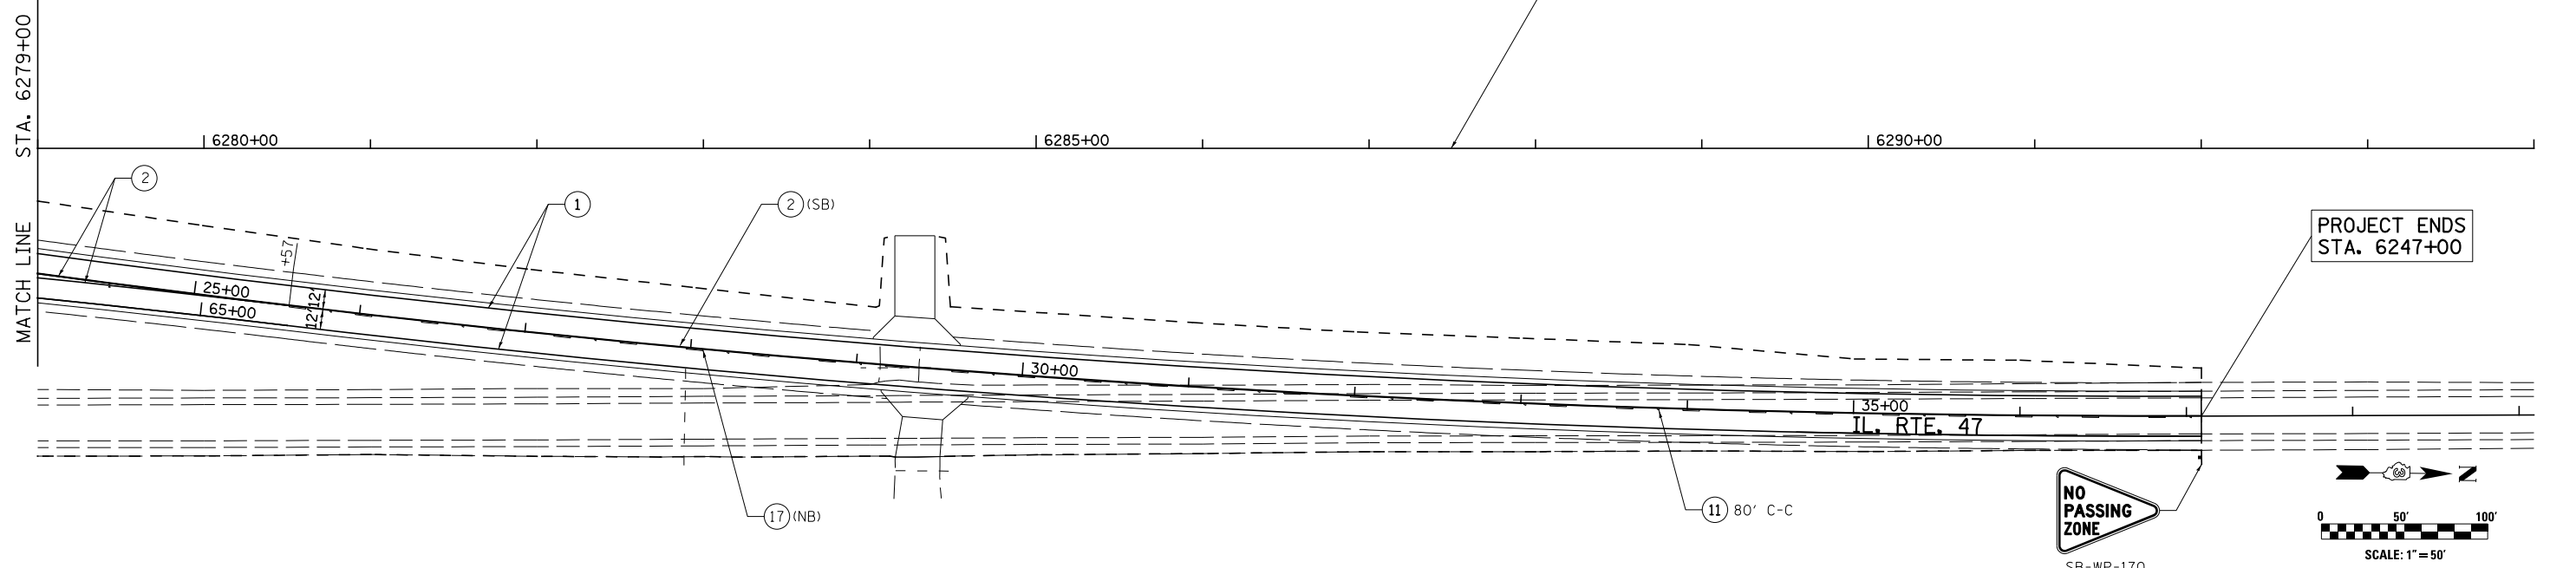 MATCH LINE STA. 6279+00
6280+00
6285+00
6290+00
2
1
2 (SB)
PROJECT ENDS
STA. 6247+00
+57
25+00
12'
65+00
12'
30+00
35+00
IL. RTE. 47
17 (NB)
11 80' C-C
NO
PASSING
ZONE
3
N
0 50' 100'
SCALE: 1"=50'